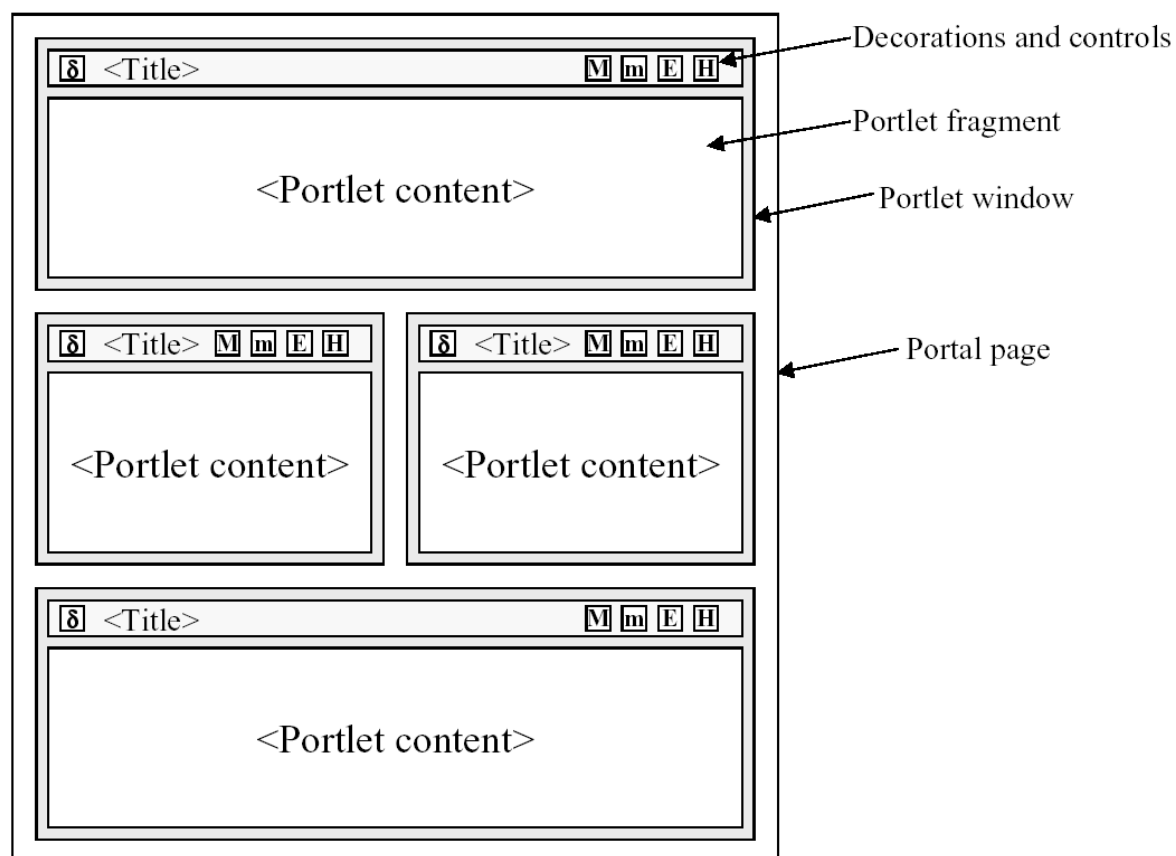 Decorations and controls
δ <Title> M m E H
Portlet fragment
<Portlet content>
Portlet window
δ <Title> M m E H
δ <Title> M m E H
Portal page
<Portlet content>
<Portlet content>
δ <Title> M m E H
<Portlet content>